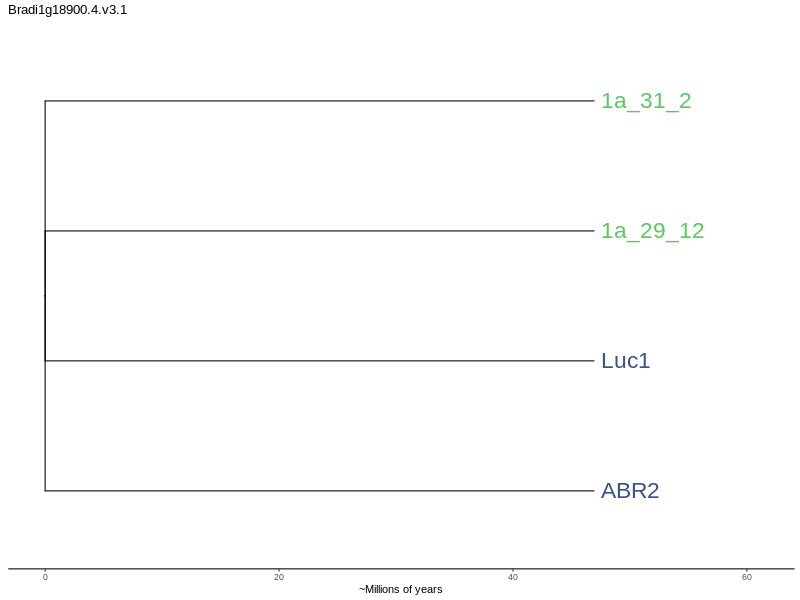 Bradi1g18900.4.v3.1
1a_31_2
1a_29_12
Luc1
ABR2
0 20 40 60
~Millions of years